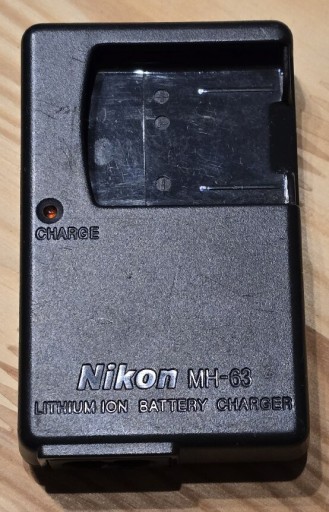 CHARGE
Nikon MH-63
LITHIUM ION BATTERY CHARGER